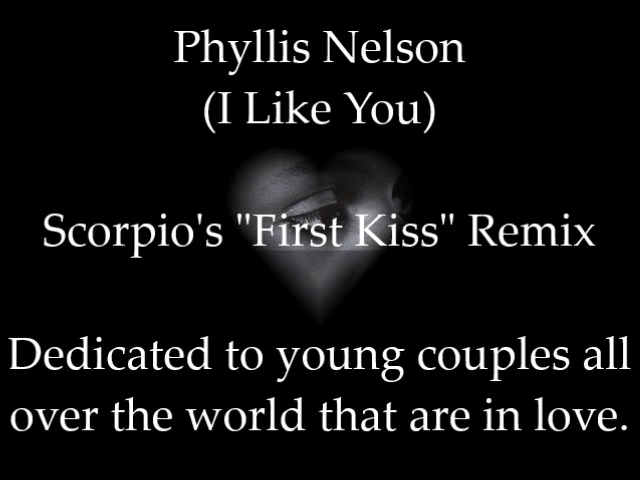 Phyllis Nelson
(I Like You)
Scorpio's "First Kiss" Remix
Dedicated to young couples all
over the world that are in love.